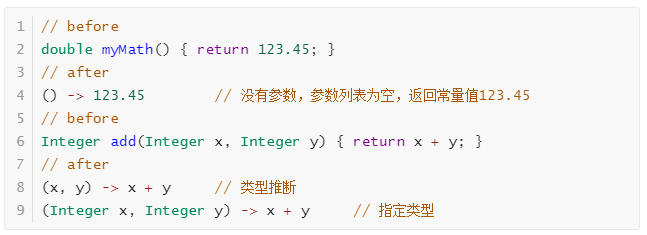 1 // before
2 double myMath() { return 123.45; }
3 // after
4 () -> 123.45 // 没有参数，参数列表为空，返回常量值123.45
5 // before
6 Integer add(Integer x, Integer y) { return x + y; }
7 // after
8 (x, y) -> x + y // 类型推断
9 (Integer x, Integer y) -> x + y // 指定类型